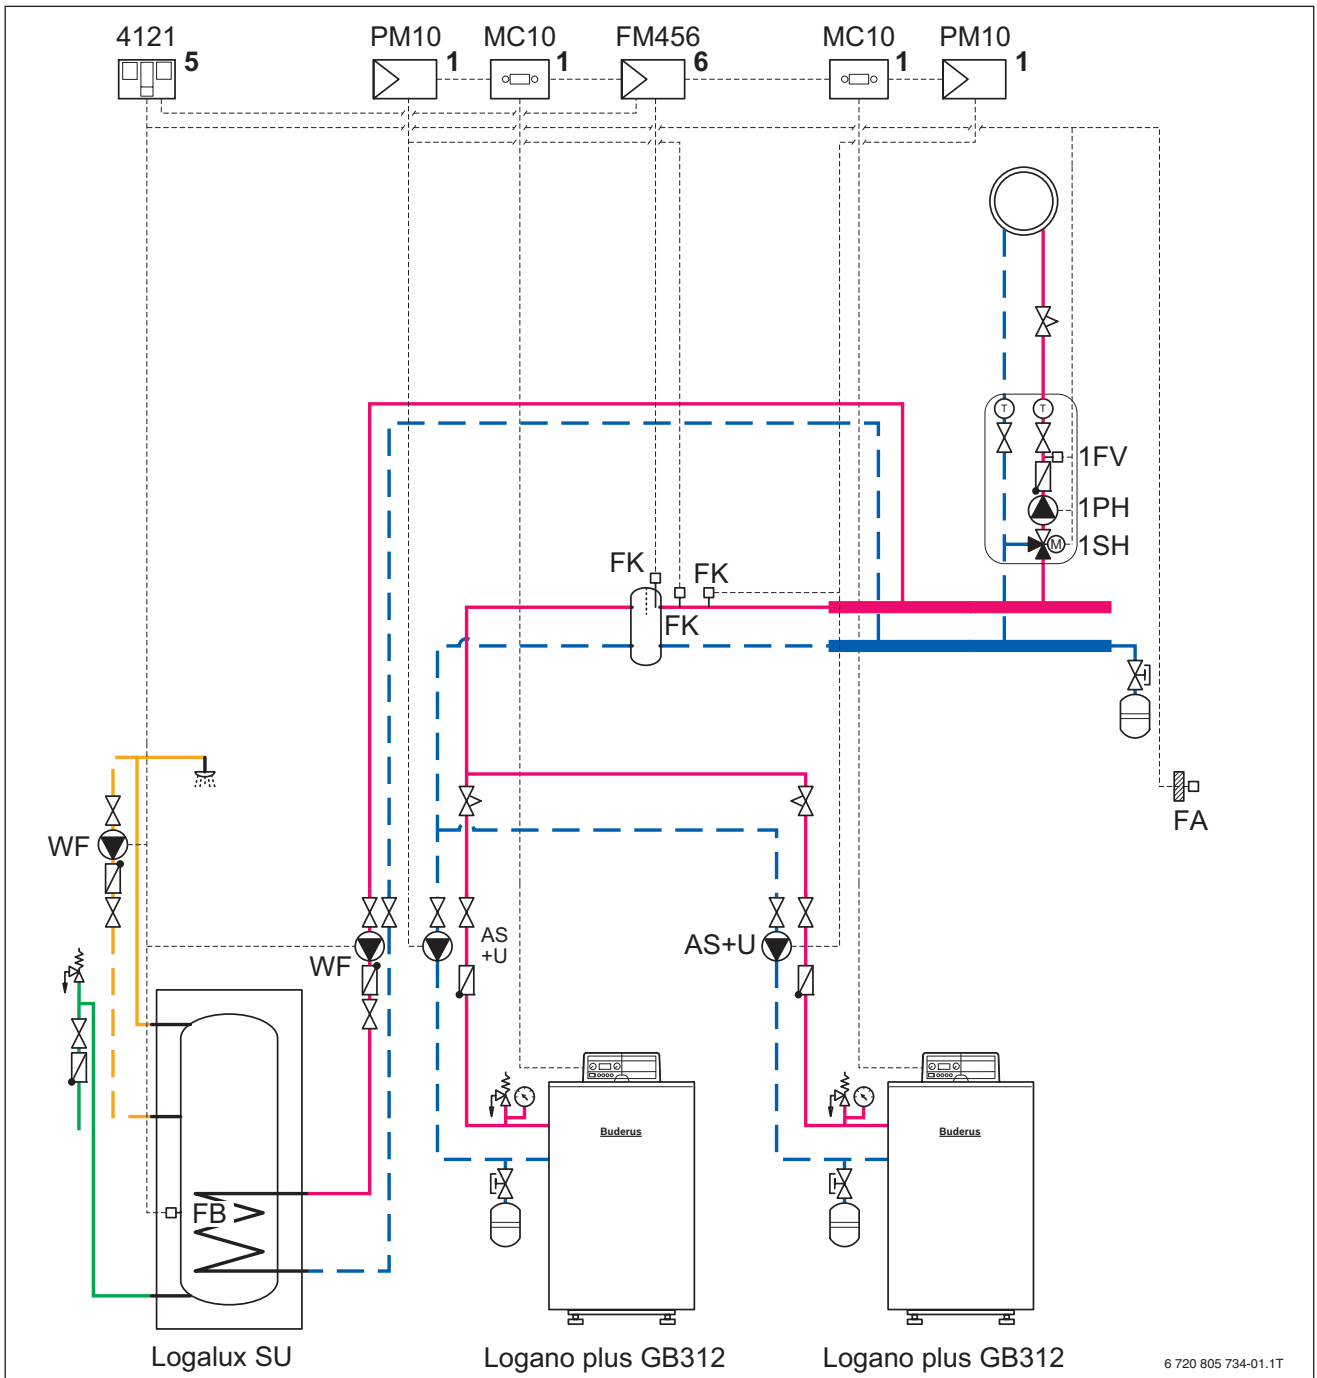 4121 PM10 MC10 FM456 MC10 PM10
5 1 1 6 1 1
T T
1FV
1PH
M 1SH
FK FK
FK
FA
WF
AS
+U
AS+U
WF
Buderus Buderus
FB
Logalux SU Logano plus GB312 Logano plus GB312
6 720 805 734-01.1T